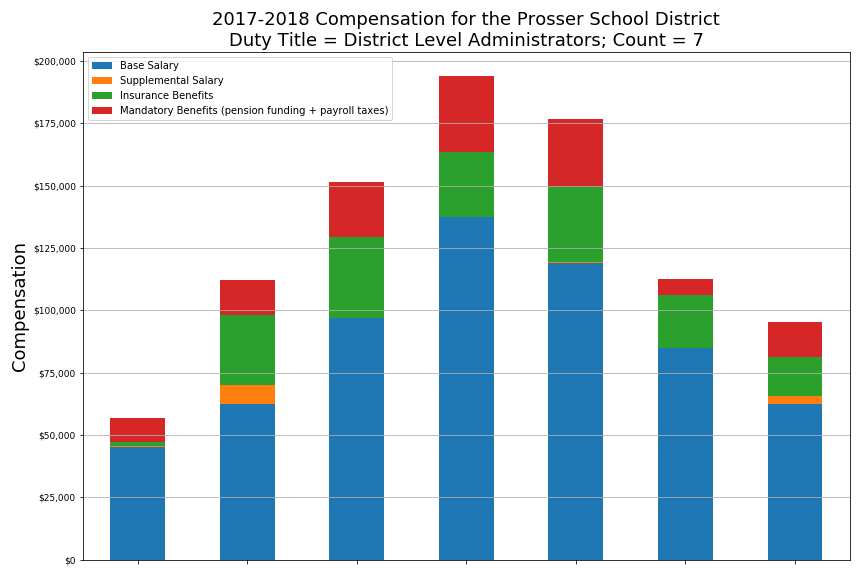 2017-2018 Compensation for the Prosser School District
Duty Title = District Level Administrators; Count = 7
Base Salary
Supplemental Salary
Insurance Benefits
Mandatory Benefits (pension funding + payroll taxes)
$200,000
$175,000
$150,000
$125,000
$100,000
$75,000
$50,000
$25,000
$0
Compensation